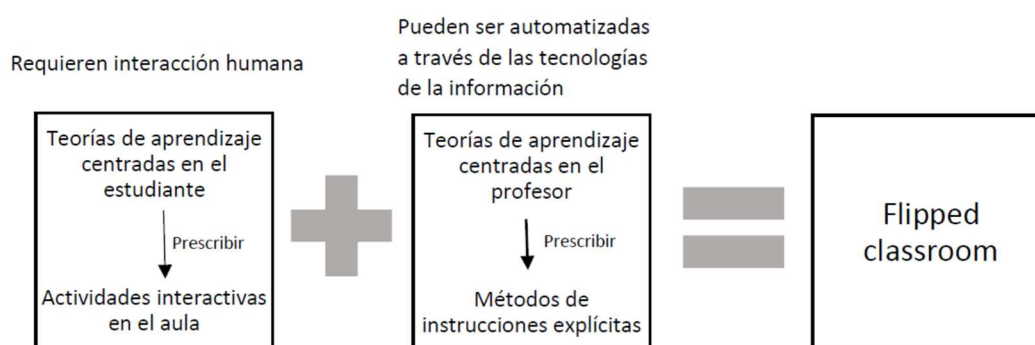 Requieren interacción humana
Pueden ser automatizadas
a través de las tecnologías
de la información
Teorías de aprendizaje
centradas en el
estudiante
Prescribir
Actividades interactivas
en el aula
Teorías de aprendizaje
centradas en el
profesor
Prescribir
Métodos de
instrucciones explícitas
Flipped
classroom